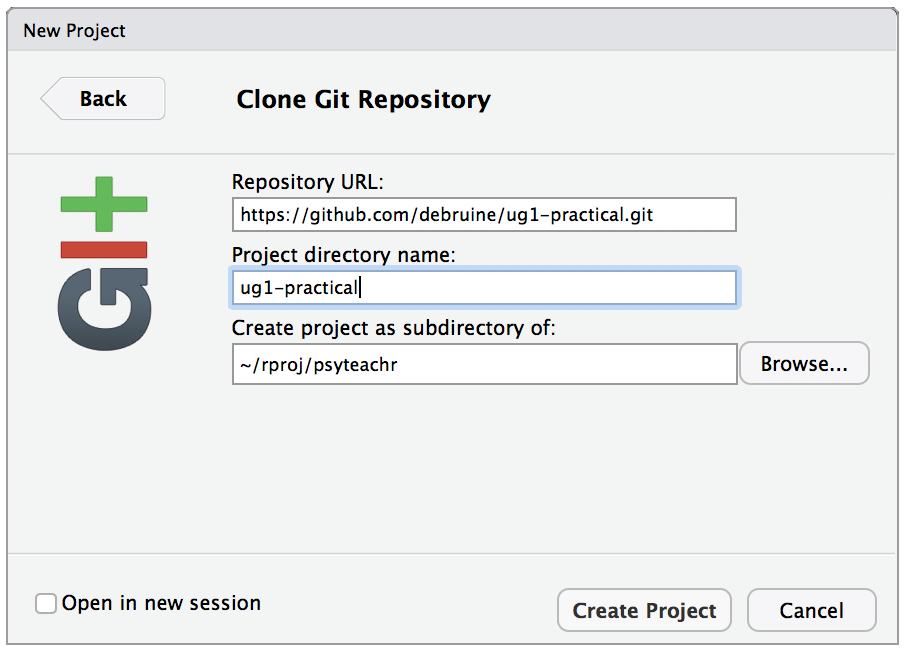 New Project
Back
Clone Git Repository
git
Repository URL:
https://github.com/debruine/ug1-practical.git
Project directory name:
ug1-practical
Create project as subdirectory of:
~/rproj/psyteachr
Browse...
Open in new session
Create Project
Cancel